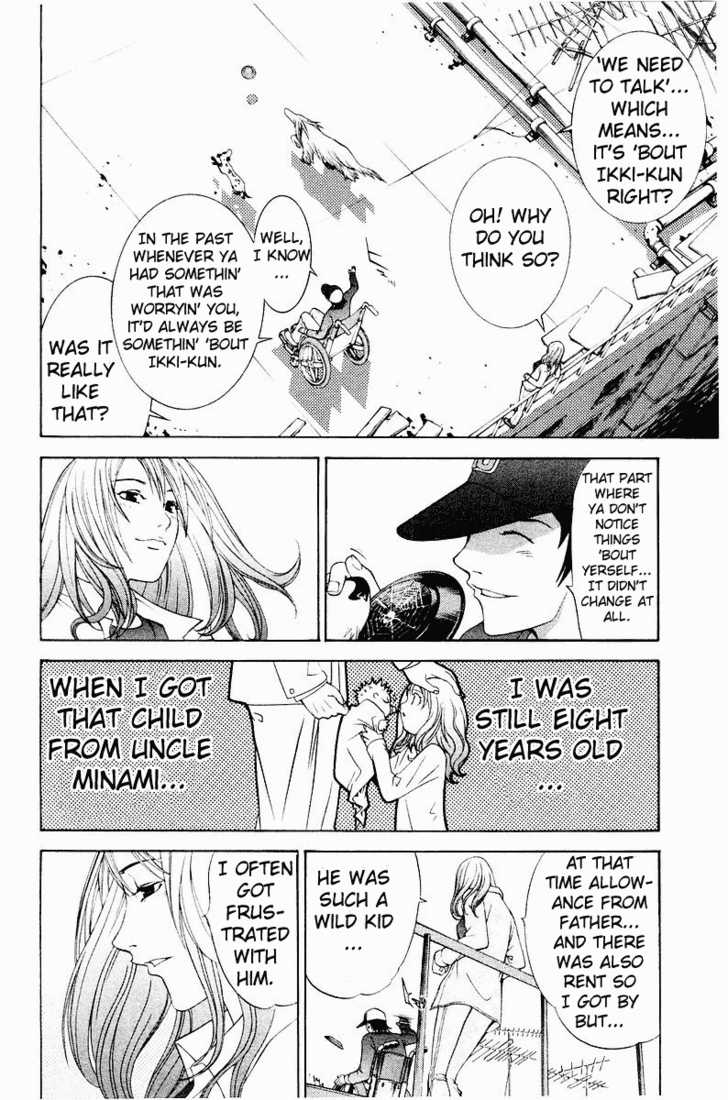 'WE NEED
TO TALK'...
WHICH
MEANS...
IT'S 'BOUT
IKKI-KUN
RIGHT?
OH! WHY
DO YOU
THINK SO?
WELL,
I KNOW
...
IN THE PAST
WHENEVER YA
HAD SOMETHIN'
THAT WAS
WORRYIN' YOU,
IT'D ALWAYS BE
SOMETHIN' 'BOUT
IKKI-KUN.
WAS IT
REALLY
LIKE
THAT?
THAT PART
WHERE
YA DON'T
NOTICE
THINGS
'BOUT
YERSELF...
IT DIDN'T
CHANGE AT
ALL.
I WAS
STILL EIGHT
YEARS OLD
...
WHEN I GOT
THAT CHILD
FROM UNCLE
MINAMI...
AT THAT
TIME ALLOW-
ANCE FROM
FATHER...
AND THERE
WAS ALSO
RENT SO
I GOT BY
BUT...
HE WAS
SUCH A
WILD KID
...
I OFTEN
GOT
FRUS-
TRATED
WITH
HIM.